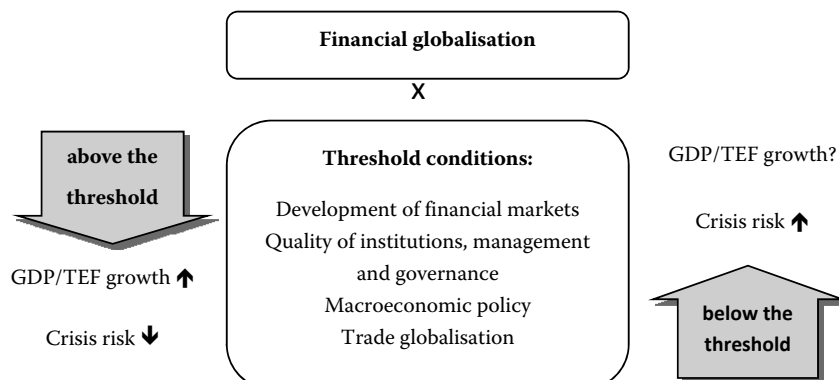 Financial globalisation
x
above the
threshold
GDP/TEF growth ↑
Crisis risk ↓
Threshold conditions:
Development of financial markets
Quality of institutions, management
and governance
Macroeconomic policy
Trade globalisation
GDP/TEF growth?
Crisis risk ↑
below the
threshold